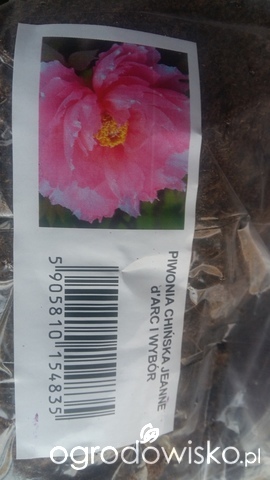 PIWONIA CHIŃSKA JEANNE
d'ARC I WYBÓR
5 905810 154835
ogrodowisko.pl